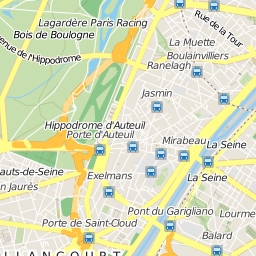 Lagardère Paris Racing
Rue de la Tour
Bois de Boulogne
La Muette
Avenue de l'Hippodrome
Boulainvilliers
Ranelagh
Jasmin
Hippodrome d'Auteuil
Porte d'Auteuil
Mirabeau
La Seine
auts-de-Seine
Exelmans
La Seine
an Jaurès
Pont du Garigliano
Lourme
Porte de Saint-Cloud
Balard
LLANCOURT